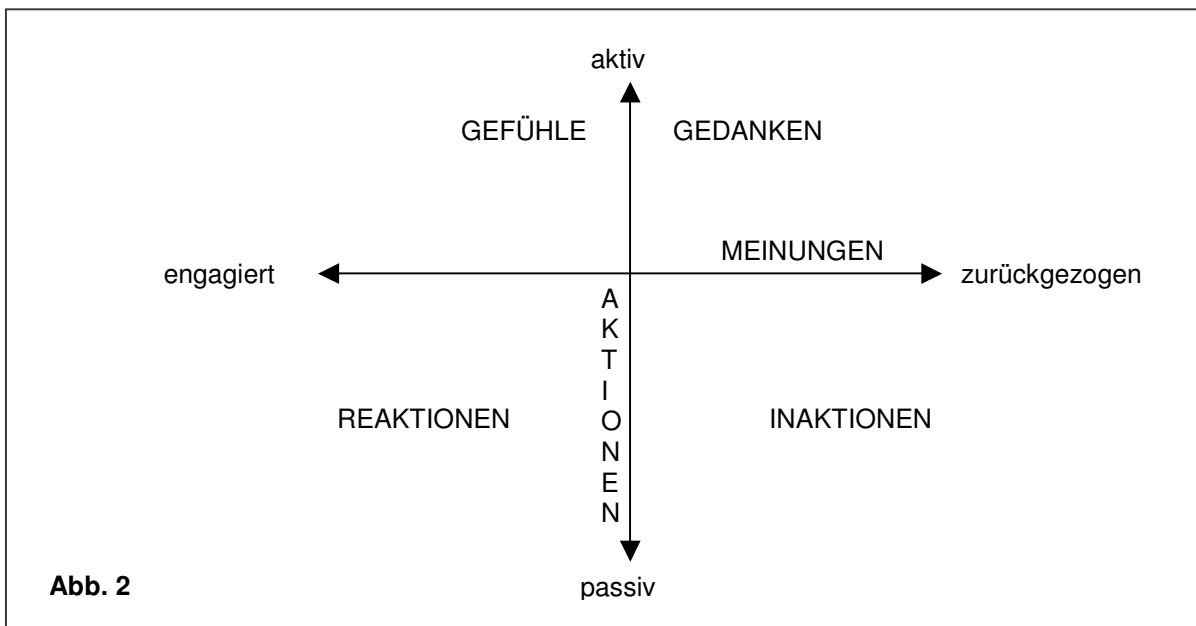 aktiv
GEFÜHLE GEDANKEN
MEINUNGEN
engagiert zurückgezogen
AKTIONEN
REAKTIONEN INAKTIONEN
passiv
Abb. 2